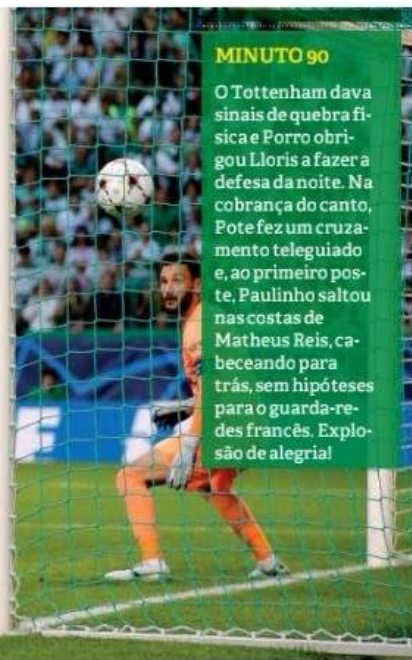 MINUTO 90
O Tottenham dava
sinais de quebra fí-
sica e Porro obri-
gou Lloris a fazer a
defesa da noite. Na
cobrança do canto,
Pote fez um cruza-
mento teleguiado
e, ao primeiro pos-
te, Paulinho saltou
nas costas de
Matheus Reis, ca-
beceando para
trás, sem hipóteses
para o guarda-re-
des francês. Explo-
são de alegria!